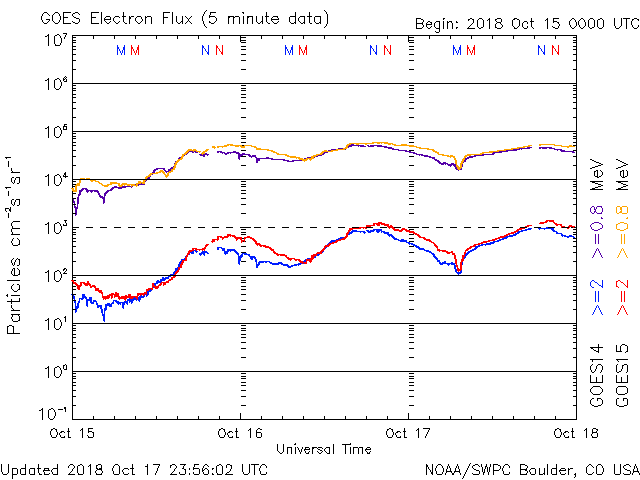 GOES Electron Flux (5 minute data)
Begin: 2018 Oct 15 0000 UTC
10⁷
M M N N M M N N M M N N
10⁶
10⁵
10⁴
10³
10²
10¹
10⁰
10⁻¹
Particles cm⁻²s⁻¹sr⁻¹
Oct 15 Oct 16 Oct 17 Oct 18
Universal Time
GOES14 >=2 >=0.8 MeV
GOES15 >=2 >=0.8 MeV
Updated 2018 Oct 17 23:56:02 UTC
NOAA/SWPC Boulder, CO USA